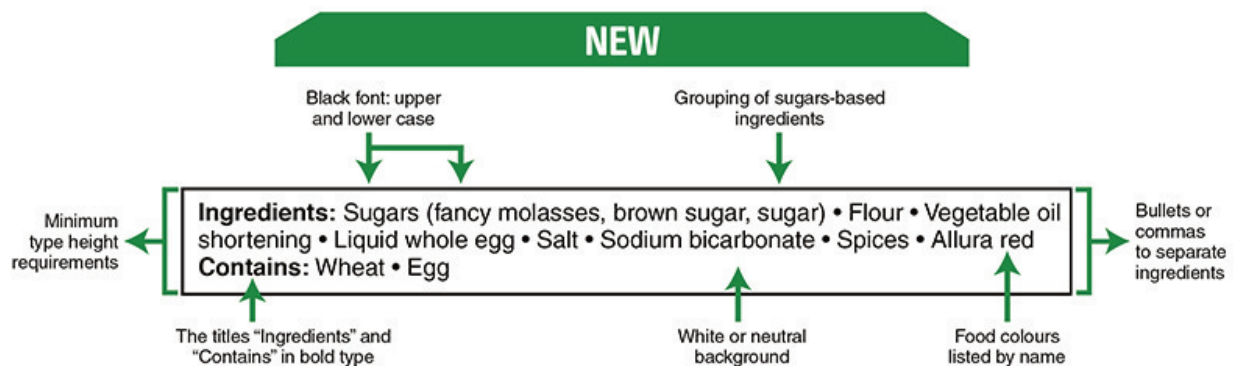 NEW
Black font: upper
and lower case
Grouping of sugars-based
ingredients
Minimum
type height
requirements
Ingredients: Sugars (fancy molasses, brown sugar, sugar) • Flour • Vegetable oil
shortening • Liquid whole egg • Salt • Sodium bicarbonate • Spices • Allura red
Contains: Wheat • Egg
Bullets or
commas
to separate
ingredients
The titles “Ingredients” and
“Contains” in bold type
White or neutral
background
Food colours
listed by name